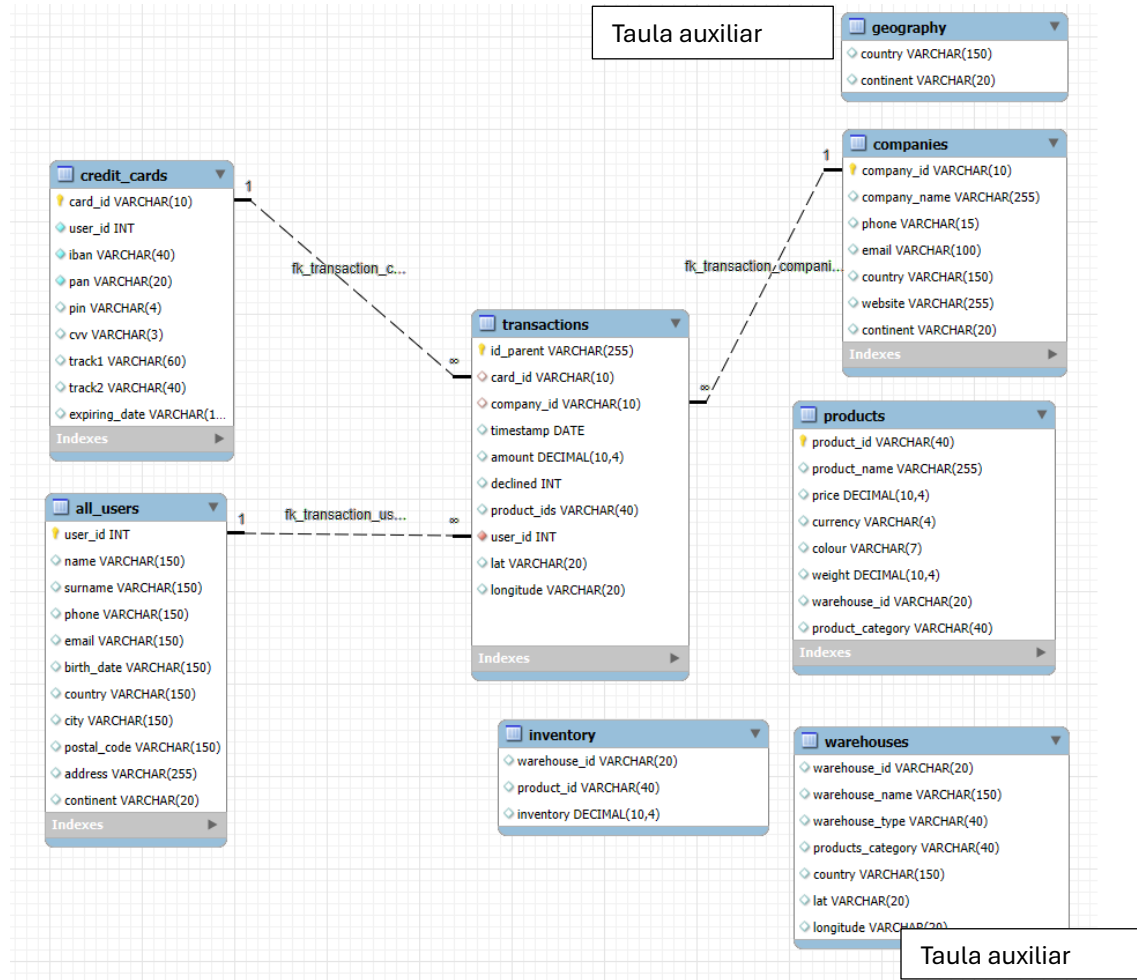 Taula auxiliar
geography
country VARCHAR(150)
continent VARCHAR(20)
companies
1
company_id VARCHAR(10)
company_name VARCHAR(255)
phone VARCHAR(15)
email VARCHAR(100)
country VARCHAR(150)
website VARCHAR(255)
continent VARCHAR(20)
Indexes
credit_cards
1
card_id VARCHAR(10)
user_id INT
iban VARCHAR(40)
pan VARCHAR(20)
pin VARCHAR(4)
cvv VARCHAR(3)
track1 VARCHAR(60)
track2 VARCHAR(40)
expiring_date VARCHAR(1...
Indexes
fk_transaction_c...
fk_transaction_compani...
transactions
id_parent VARCHAR(255)
∞
card_id VARCHAR(10)
∞
company_id VARCHAR(10)
timestamp DATE
amount DECIMAL(10,4)
declined INT
product_ids VARCHAR(40)
∞
user_id INT
lat VARCHAR(20)
longitude VARCHAR(20)
Indexes
products
product_id VARCHAR(40)
product_name VARCHAR(255)
price DECIMAL(10,4)
currency VARCHAR(4)
colour VARCHAR(7)
weight DECIMAL(10,4)
warehouse_id VARCHAR(20)
product_category VARCHAR(40)
Indexes
all_users
1
fk_transaction_us...
user_id INT
name VARCHAR(150)
surname VARCHAR(150)
phone VARCHAR(150)
email VARCHAR(150)
birth_date VARCHAR(150)
country VARCHAR(150)
city VARCHAR(150)
postal_code VARCHAR(150)
address VARCHAR(255)
continent VARCHAR(20)
Indexes
inventory
warehouse_id VARCHAR(20)
product_id VARCHAR(40)
inventory DECIMAL(10,4)
warehouses
warehouse_id VARCHAR(20)
warehouse_name VARCHAR(150)
warehouse_type VARCHAR(40)
products_category VARCHAR(40)
country VARCHAR(150)
lat VARCHAR(20)
longitude VARCHAR(20)
Taula auxiliar